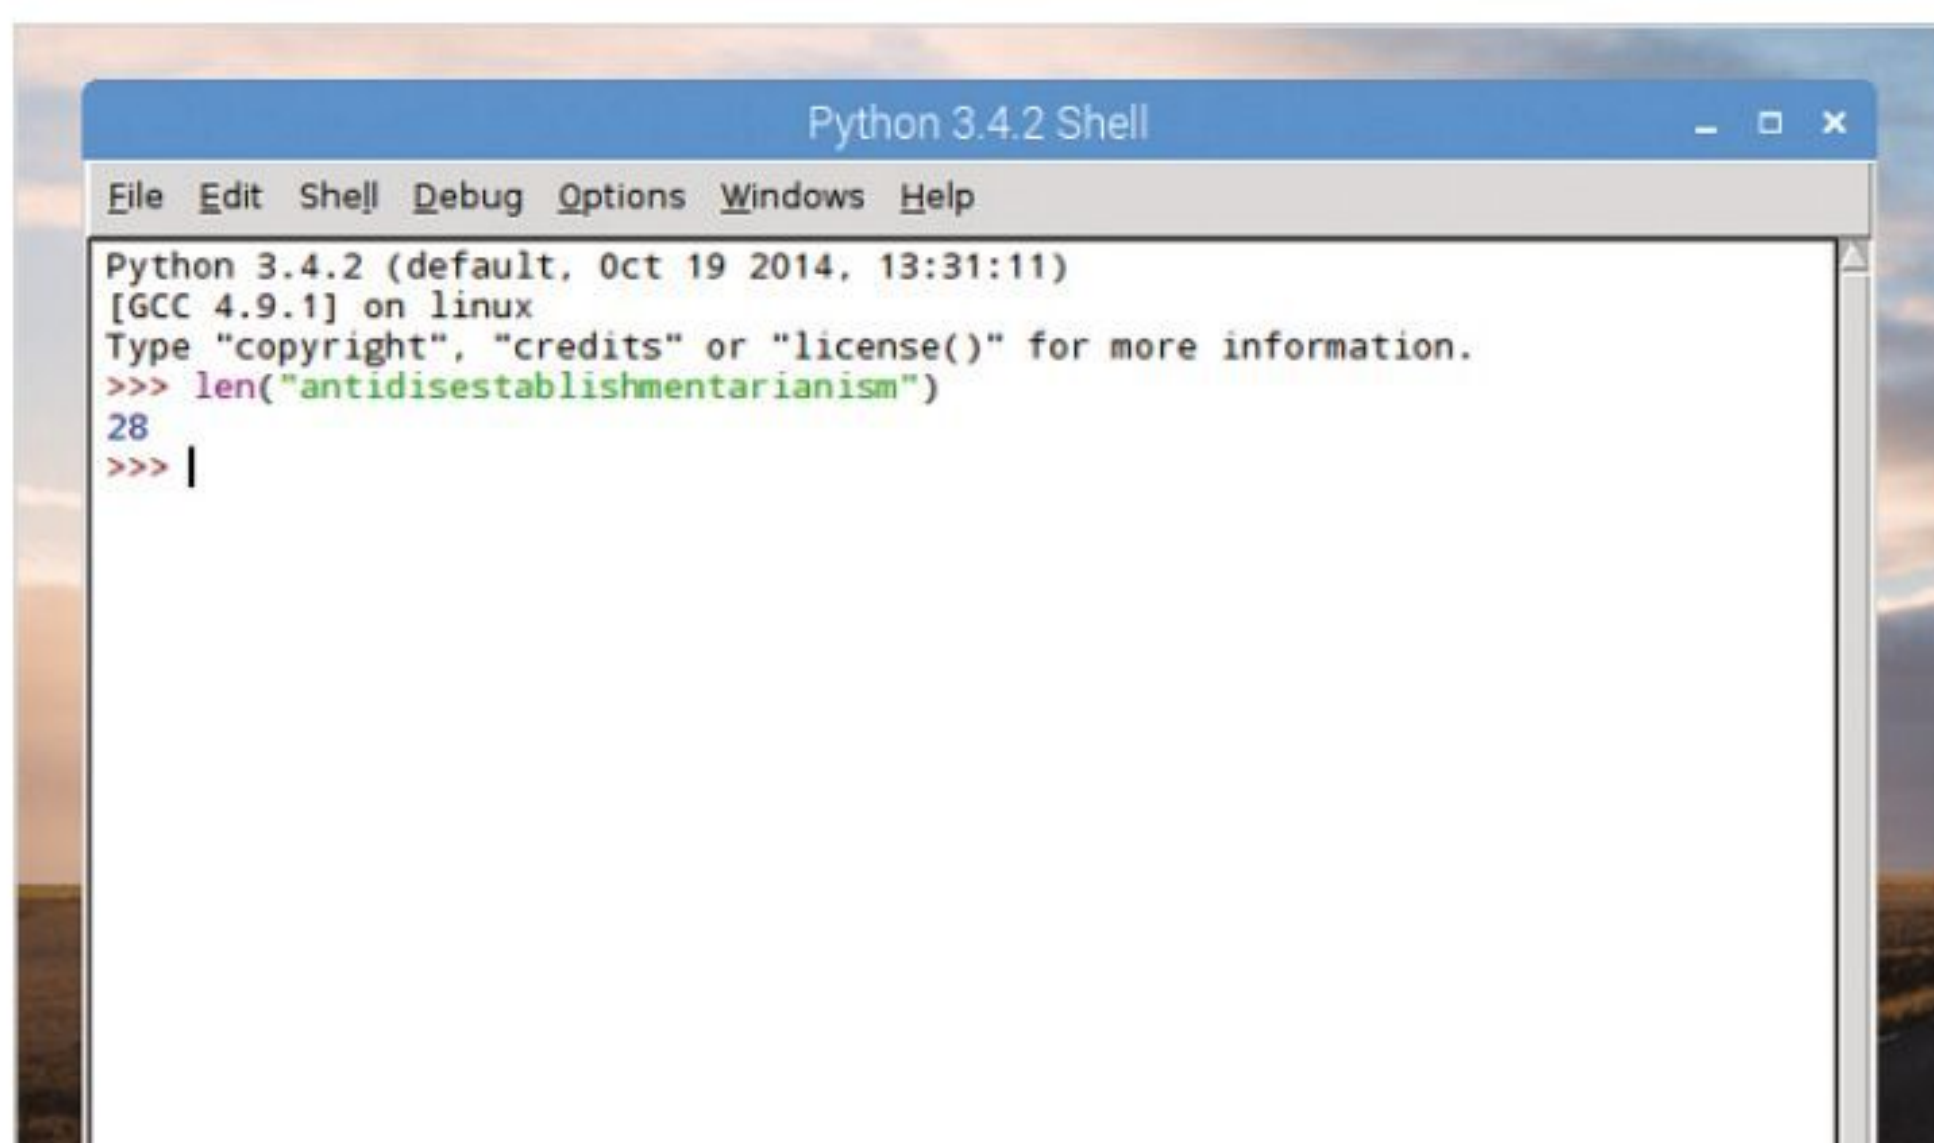 Python 3.4.2 Shell
File Edit Shell Debug Options Windows Help
Python 3.4.2 (default, Oct 19 2014, 13:31:11)
[GCC 4.9.1] on linux
Type "copyright", "credits" or "license()" for more information.
>>> len("antidisestablishmentarianism")
28
>>>